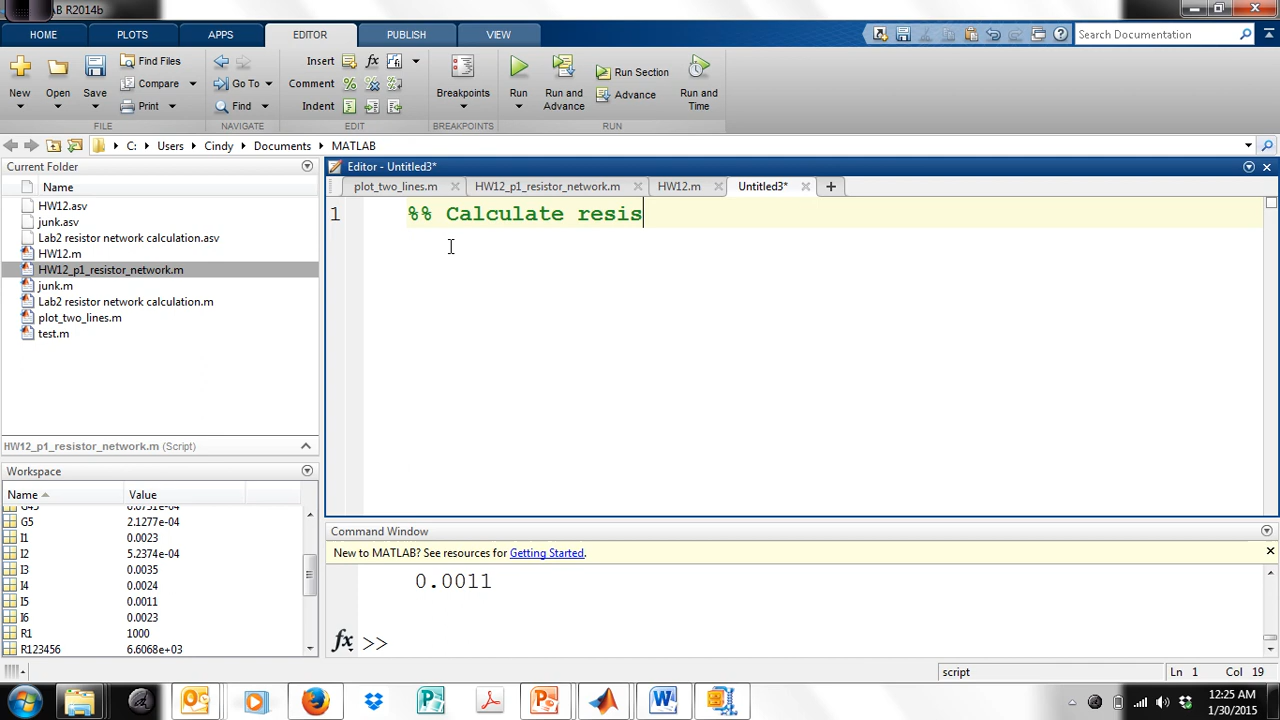 AB R2014b
HOME PLOTS APPS EDITOR PUBLISH VIEW
Search Documentation
New Open Save Find Files Compare Print
Go To Find
Insert fx
Comment
Indent
Breakpoints
Run Run and Advance Run Section Advance Run and Time
FILE NAVIGATE EDIT BREAKPOINTS RUN
C: Users Cindy Documents MATLAB
Current Folder
Name
HW12.asv
junk.asv
Lab2 resistor network calculation.asv
HW12.m
HW12_p1_resistor_network.m
junk.m
Lab2 resistor network calculation.m
plot_two_lines.m
test.m
HW12_p1_resistor_network.m (Script)
Workspace
Name Value
G5 2.1277e-04
I1 0.0023
I2 5.2374e-04
I3 0.0035
I4 0.0024
I5 0.0011
I6 0.0023
R1 1000
R123456 6.6068e+03
Editor - Untitled3*
plot_two_lines.m HW12_p1_resistor_network.m HW12.m Untitled3*
1 %% Calculate resis
Command Window
New to MATLAB? See resources for Getting Started.
0.0011
fx >>
script Ln 1 Col 19
12:25 AM
1/30/2015